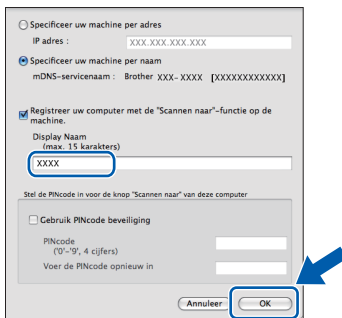 Specificeer uw machine per adres
IP adres :
XXX.XXX.XXX.XXX
Specificeer uw machine per naam
mDNS-servicenaam : Brother XXX-XXXX [XXXXXXXXXXXX]
Registreer uw computer met de "Scannen naar"-functie op de
machine.
Display Naam
(max. 15 karakters)
XXXX
Stel de PINcode in voor de knop "Scannen naar" van deze computer
Gebruik PINcode beveiliging
PINcode
('0'-'9', 4 cijfers)
Voer de PINcode opnieuw in
Annuleer OK